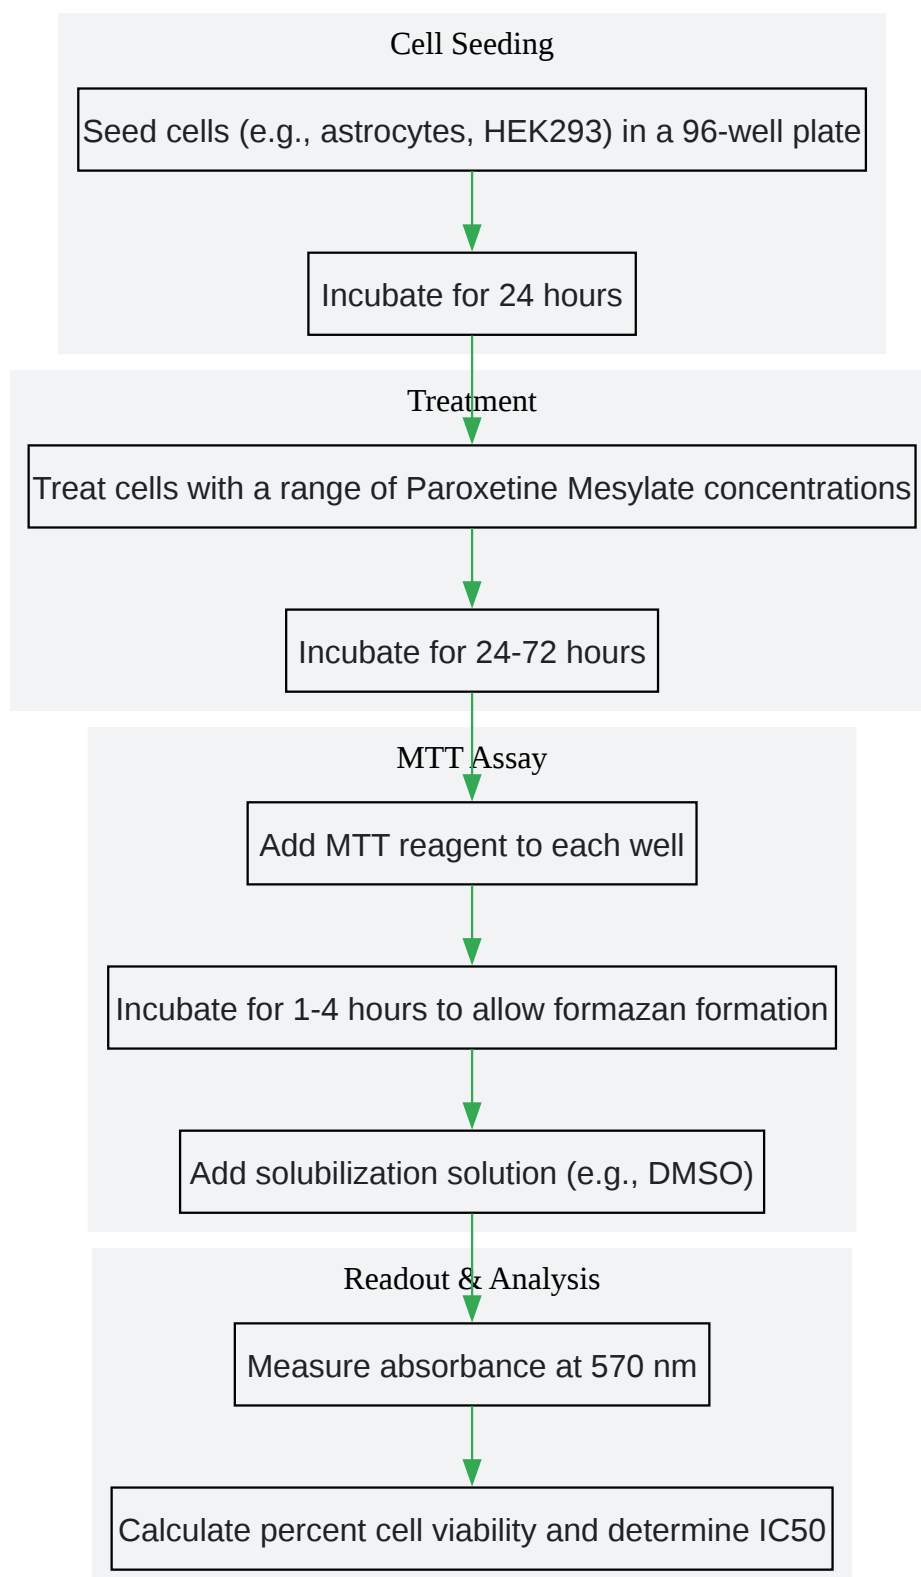 Cell Seeding
Seed cells (e.g., astrocytes, HEK293) in a 96-well plate
Incubate for 24 hours
Treatment
Treat cells with a range of Paroxetine Mesylate concentrations
Incubate for 24-72 hours
MTT Assay
Add MTT reagent to each well
Incubate for 1-4 hours to allow formazan formation
Add solubilization solution (e.g., DMSO)
Readout & Analysis
Measure absorbance at 570 nm
Calculate percent cell viability and determine IC50